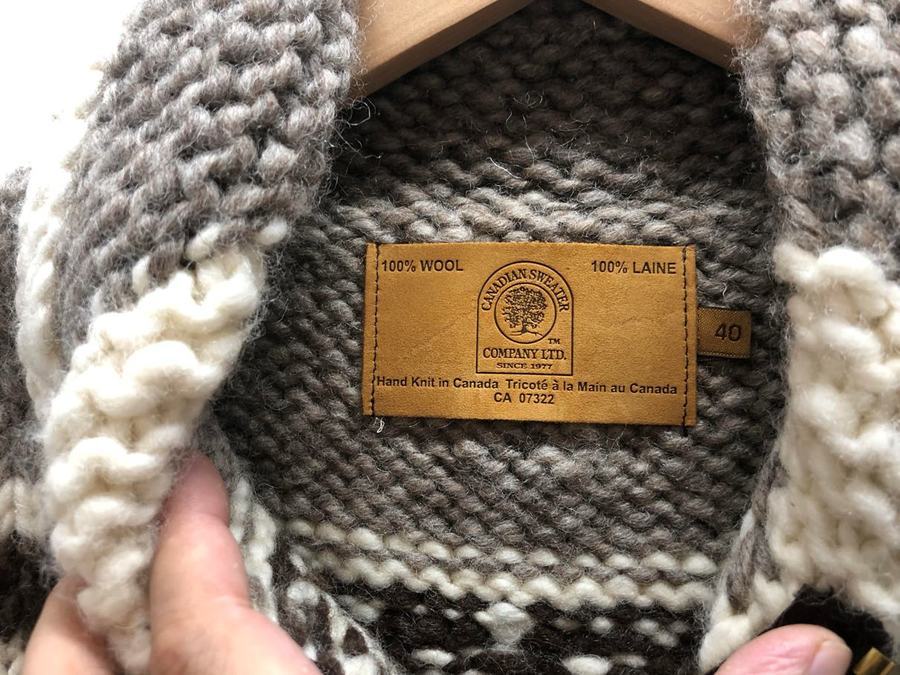 100% WOOL
100% LAINE
CANADIAN SWEATER
TM
COMPANY LTD.
SINCE 1977
40
Hand Knit in Canada Tricoté à la Main au Canada
CA 07322